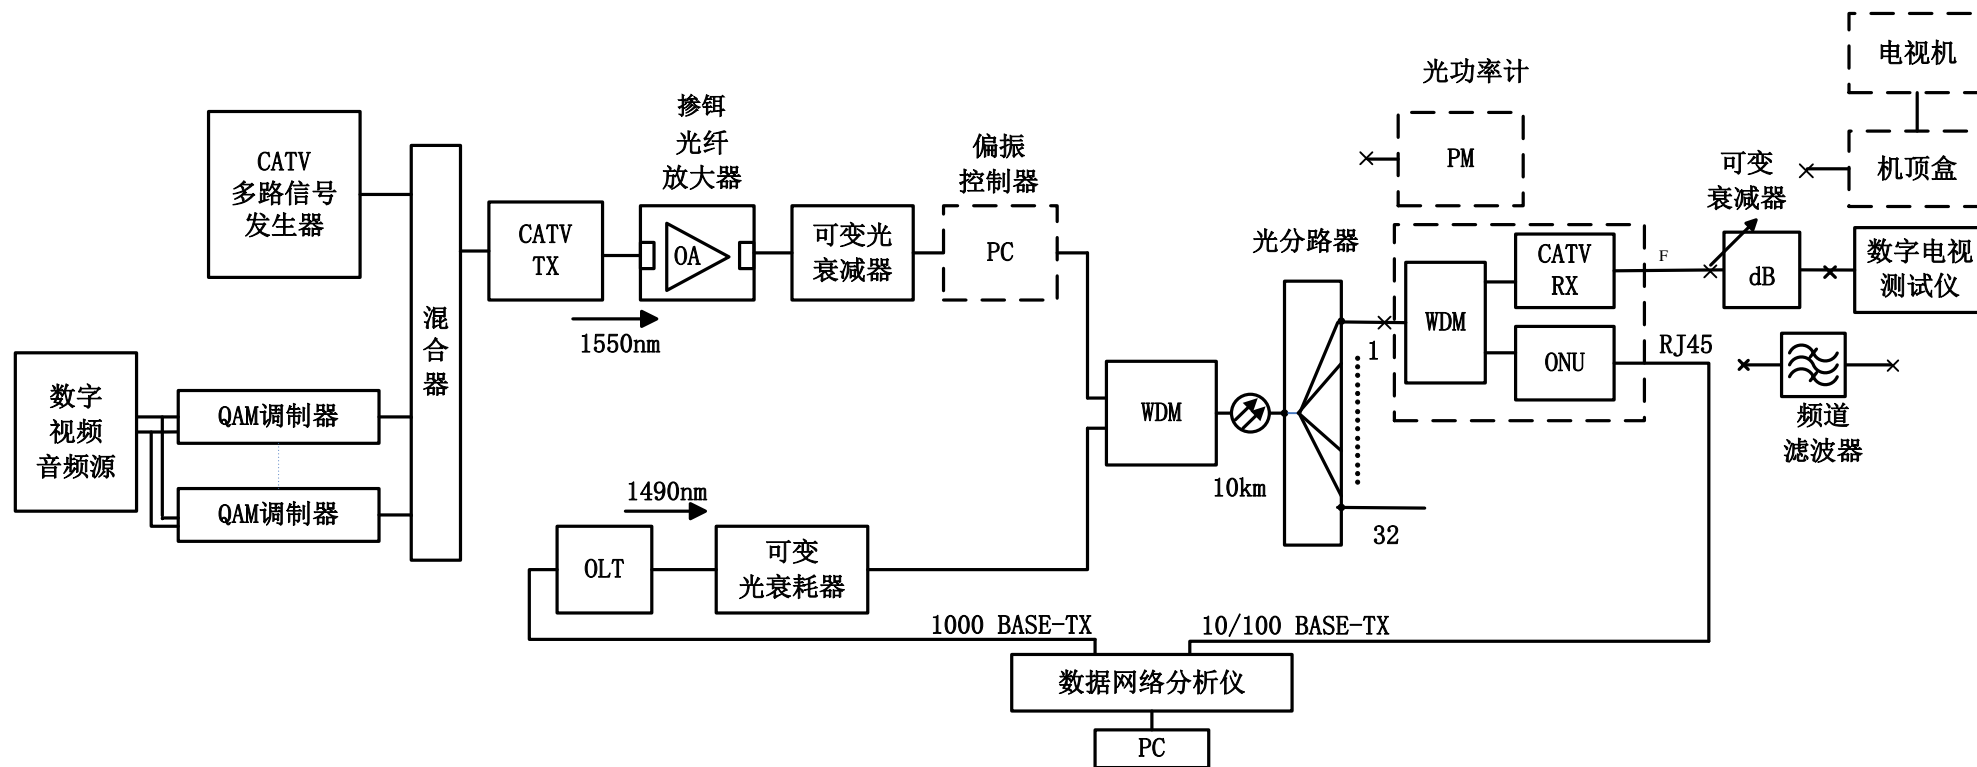 电视机
光功率计
掺铒
光纤
放大器
偏振
控制器
CATV
多路信号
发生器
PM
可变
衰减器
机顶盒
CATV
TX
OA
可变光
衰减器
PC
光分路器
CATV
RX
F
dB
数字电视
测试仪
混
合
器
1550nm
WDM
1
ONU
RJ45
数字
视频
音频源
QAM调制器
WDM
频道
滤波器
10km
QAM调制器
1490nm
32
OLT
可变
光衰耗器
1000 BASE-TX
10/100 BASE-TX
数据网络分析仪
PC